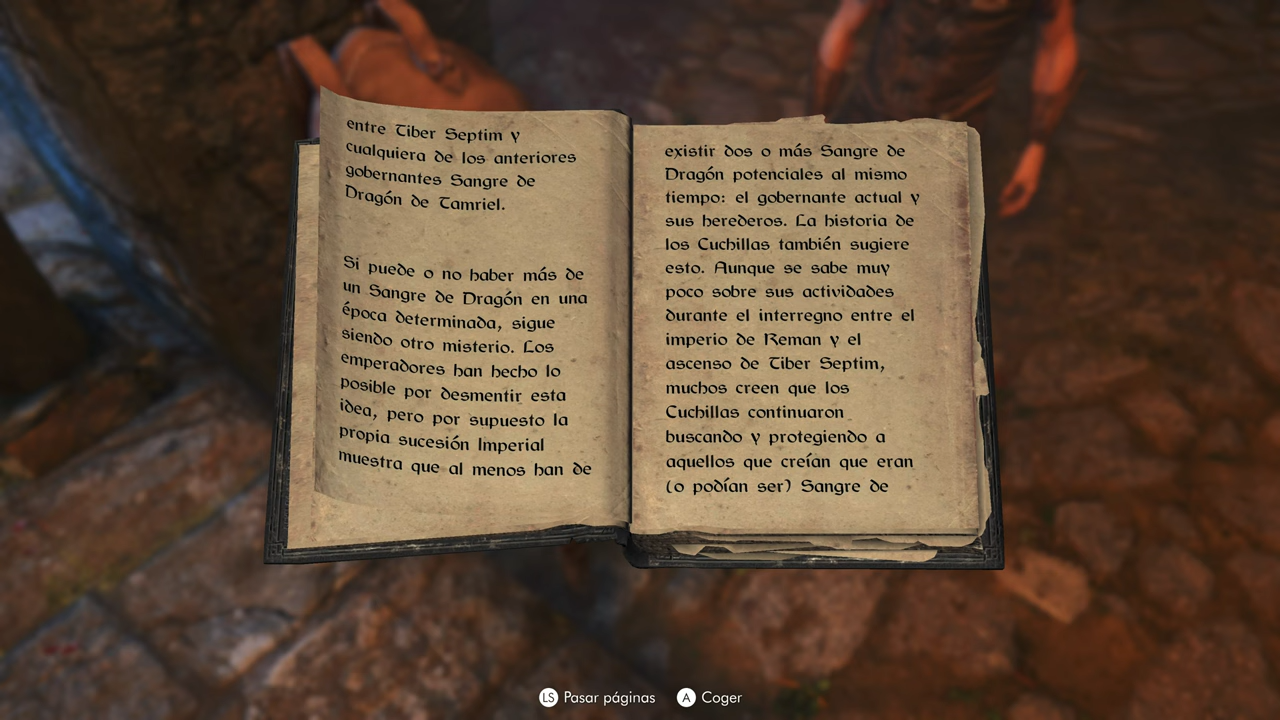 entre Tiber Septim y
cualquiera de los anteriores
gobernantes Sangre de
Dragón de Tamriel.
Si puede o no haber más de
un Sangre de Dragón en una
época determinada, sigue
siendo otro misterio. Los
emperadores han hecho lo
posible por desmentir esta
idea, pero por supuesto la
propia sucesión Imperial
muestra que al menos han de
existir dos o más Sangre de
Dragón potenciales al mismo
tiempo: el gobernante actual y
sus herederos. La historia de
los Cuchillas también sugiere
esto. Aunque se sabe muy
poco sobre sus actividades
durante el interregno entre el
imperio de Reman y el
ascenso de Tiber Septim,
muchos creen que los
Cuchillas continuaron
buscando y protegiendo a
aquellos que creían que eran
(o podían ser) Sangre de
LS Pasar páginas A Coger